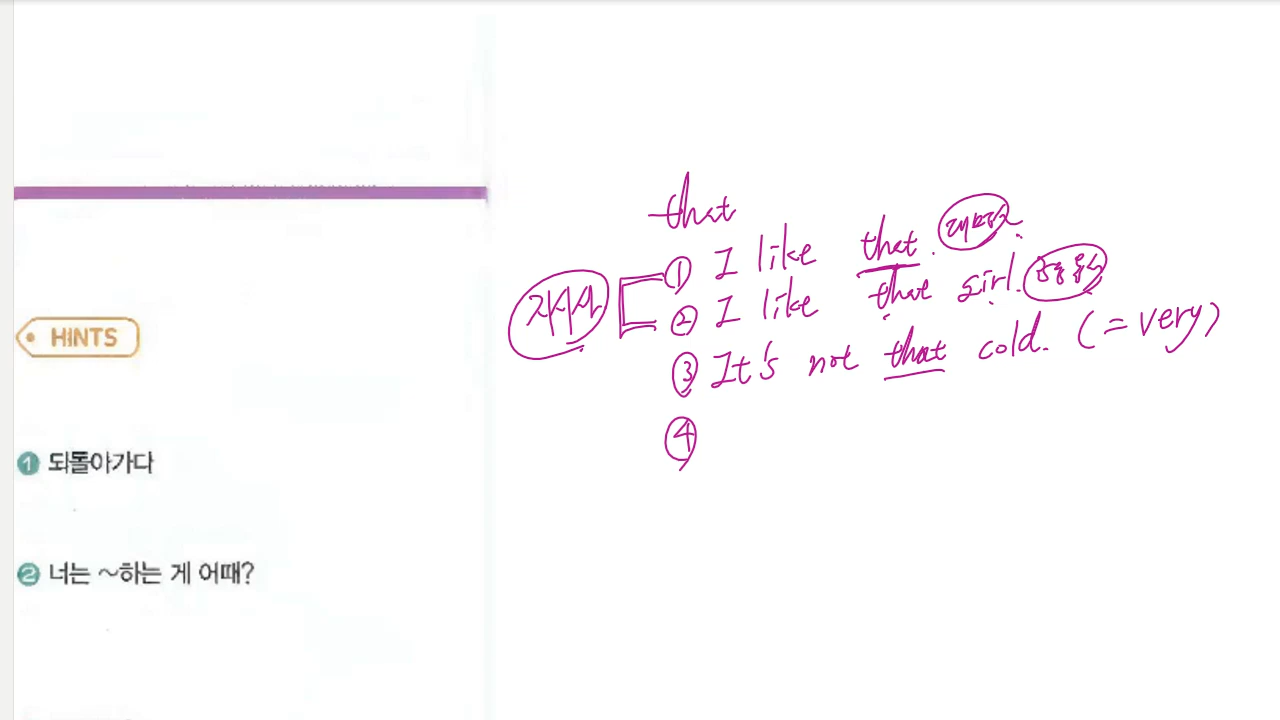 that
① I like that. 대명사
② I like that girl. 형용사
지시
③ It's not that cold. (= very)
④
HINTS
1 되돌아가다
2 너는 ~하는 게 어때?